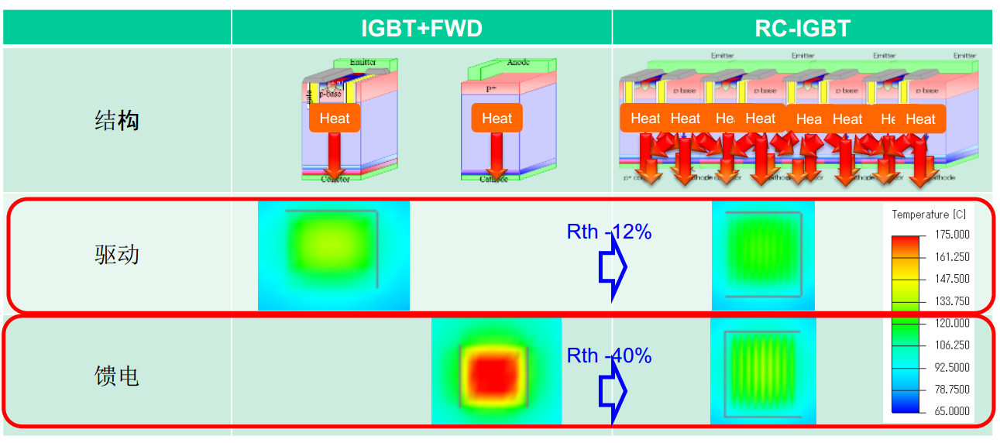 IGBT+FWD
RC-IGBT
结构
Emitter
Anode
Emitter
Emitter
Emitter
Emitter
gate
p-base
p+
p-base
p-base
p-base
p-base
Heat
Heat
Heat
Heat
Heat
Heat
Heat
Collector
Cathode
驱动
Rth -12%
Temperature [C]
175.000
161.250
147.500
133.750
120.000
106.250
92.5000
78.7500
65.0000
馈电
Rth -40%